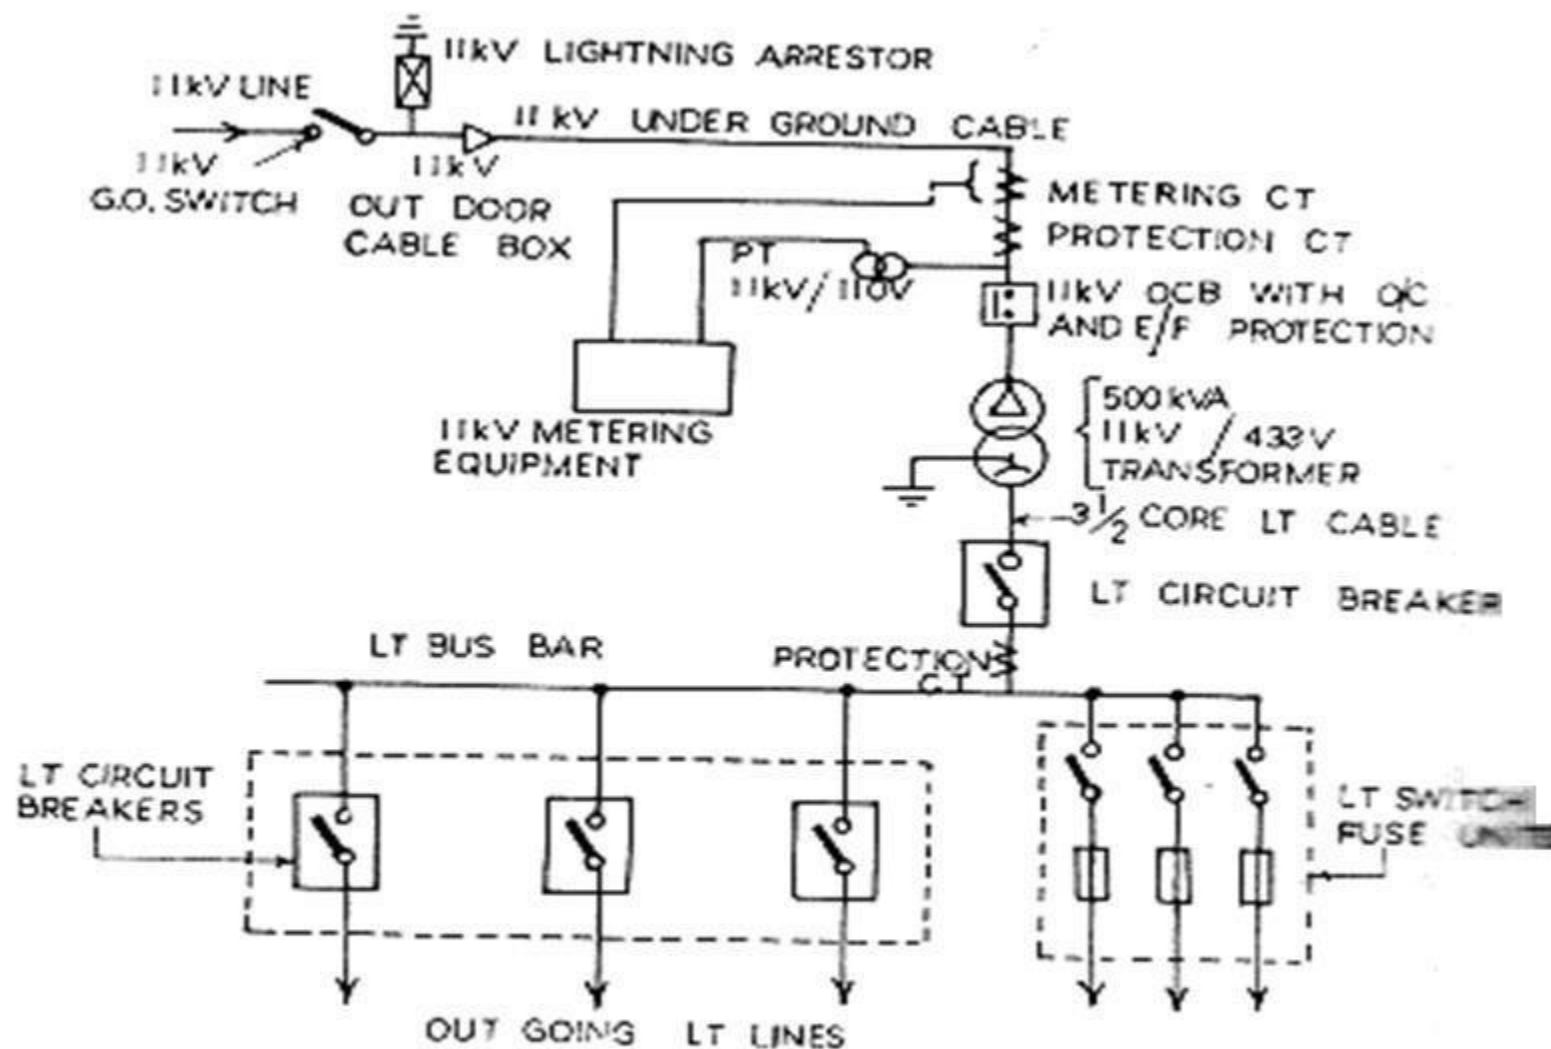 11kV LIGHTNING ARRESTOR
11kV LINE
11kV UNDER GROUND CABLE
11kV
G.O. SWITCH
11kV
OUT DOOR
CABLE BOX
METERING CT
PROTECTION CT
PT
11kV/110V
11kV OCB WITH O/C
AND E/F PROTECTION
11kV METERING
EQUIPMENT
500 kVA
11kV / 433V
TRANSFORMER
3 1/2 CORE LT CABLE
LT CIRCUIT BREAKER
LT BUS BAR
PROTECTION
CT
LT CIRCUIT
BREAKERS
LT SWITCH
FUSE
OUT GOING LT LINES